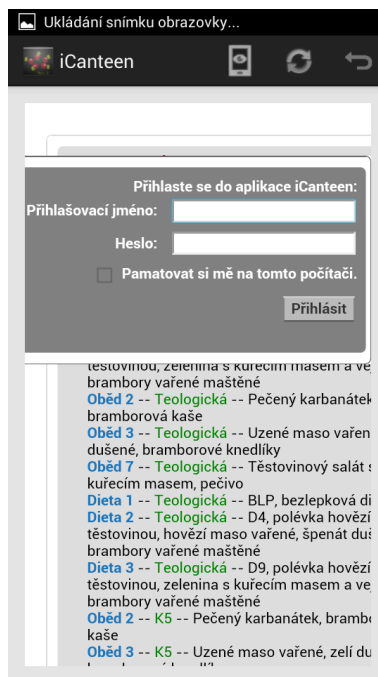 Ukládání snímku obrazovky...
iCanteen
Přihlaste se do aplikace iCanteen:
Přihlašovací jméno:
Heslo:
Pamatovat si mě na tomto počítači.
Přihlásit
těstovinou, zelenina s kuřecím masem a
brambory vařené maštěné
Oběd 2 -- Teologická -- Pečený karbanátek
bramborová kaše
Oběd 3 -- Teologická -- Uzené maso vařen
dušené, bramborové knedlíky
Oběd 7 -- Teologická -- Těstovinový salát s
kuřecím masem, pečivo
Dieta 1 -- Teologická -- BLP, bezlepková di
Dieta 2 -- Teologická -- D4, polévka hovězí
těstovinou, hovězí maso vařené, špenát duš
brambory vařené maštěné
Dieta 3 -- Teologická -- D9, polévka hovězí
těstovinou, zelenina s kuřecím masem a vej
brambory vařené maštěné
Oběd 2 -- K5 -- Pečený karbanátek, brambo
kaše
Oběd 3 -- K5 -- Uzené maso vařené, zelí du